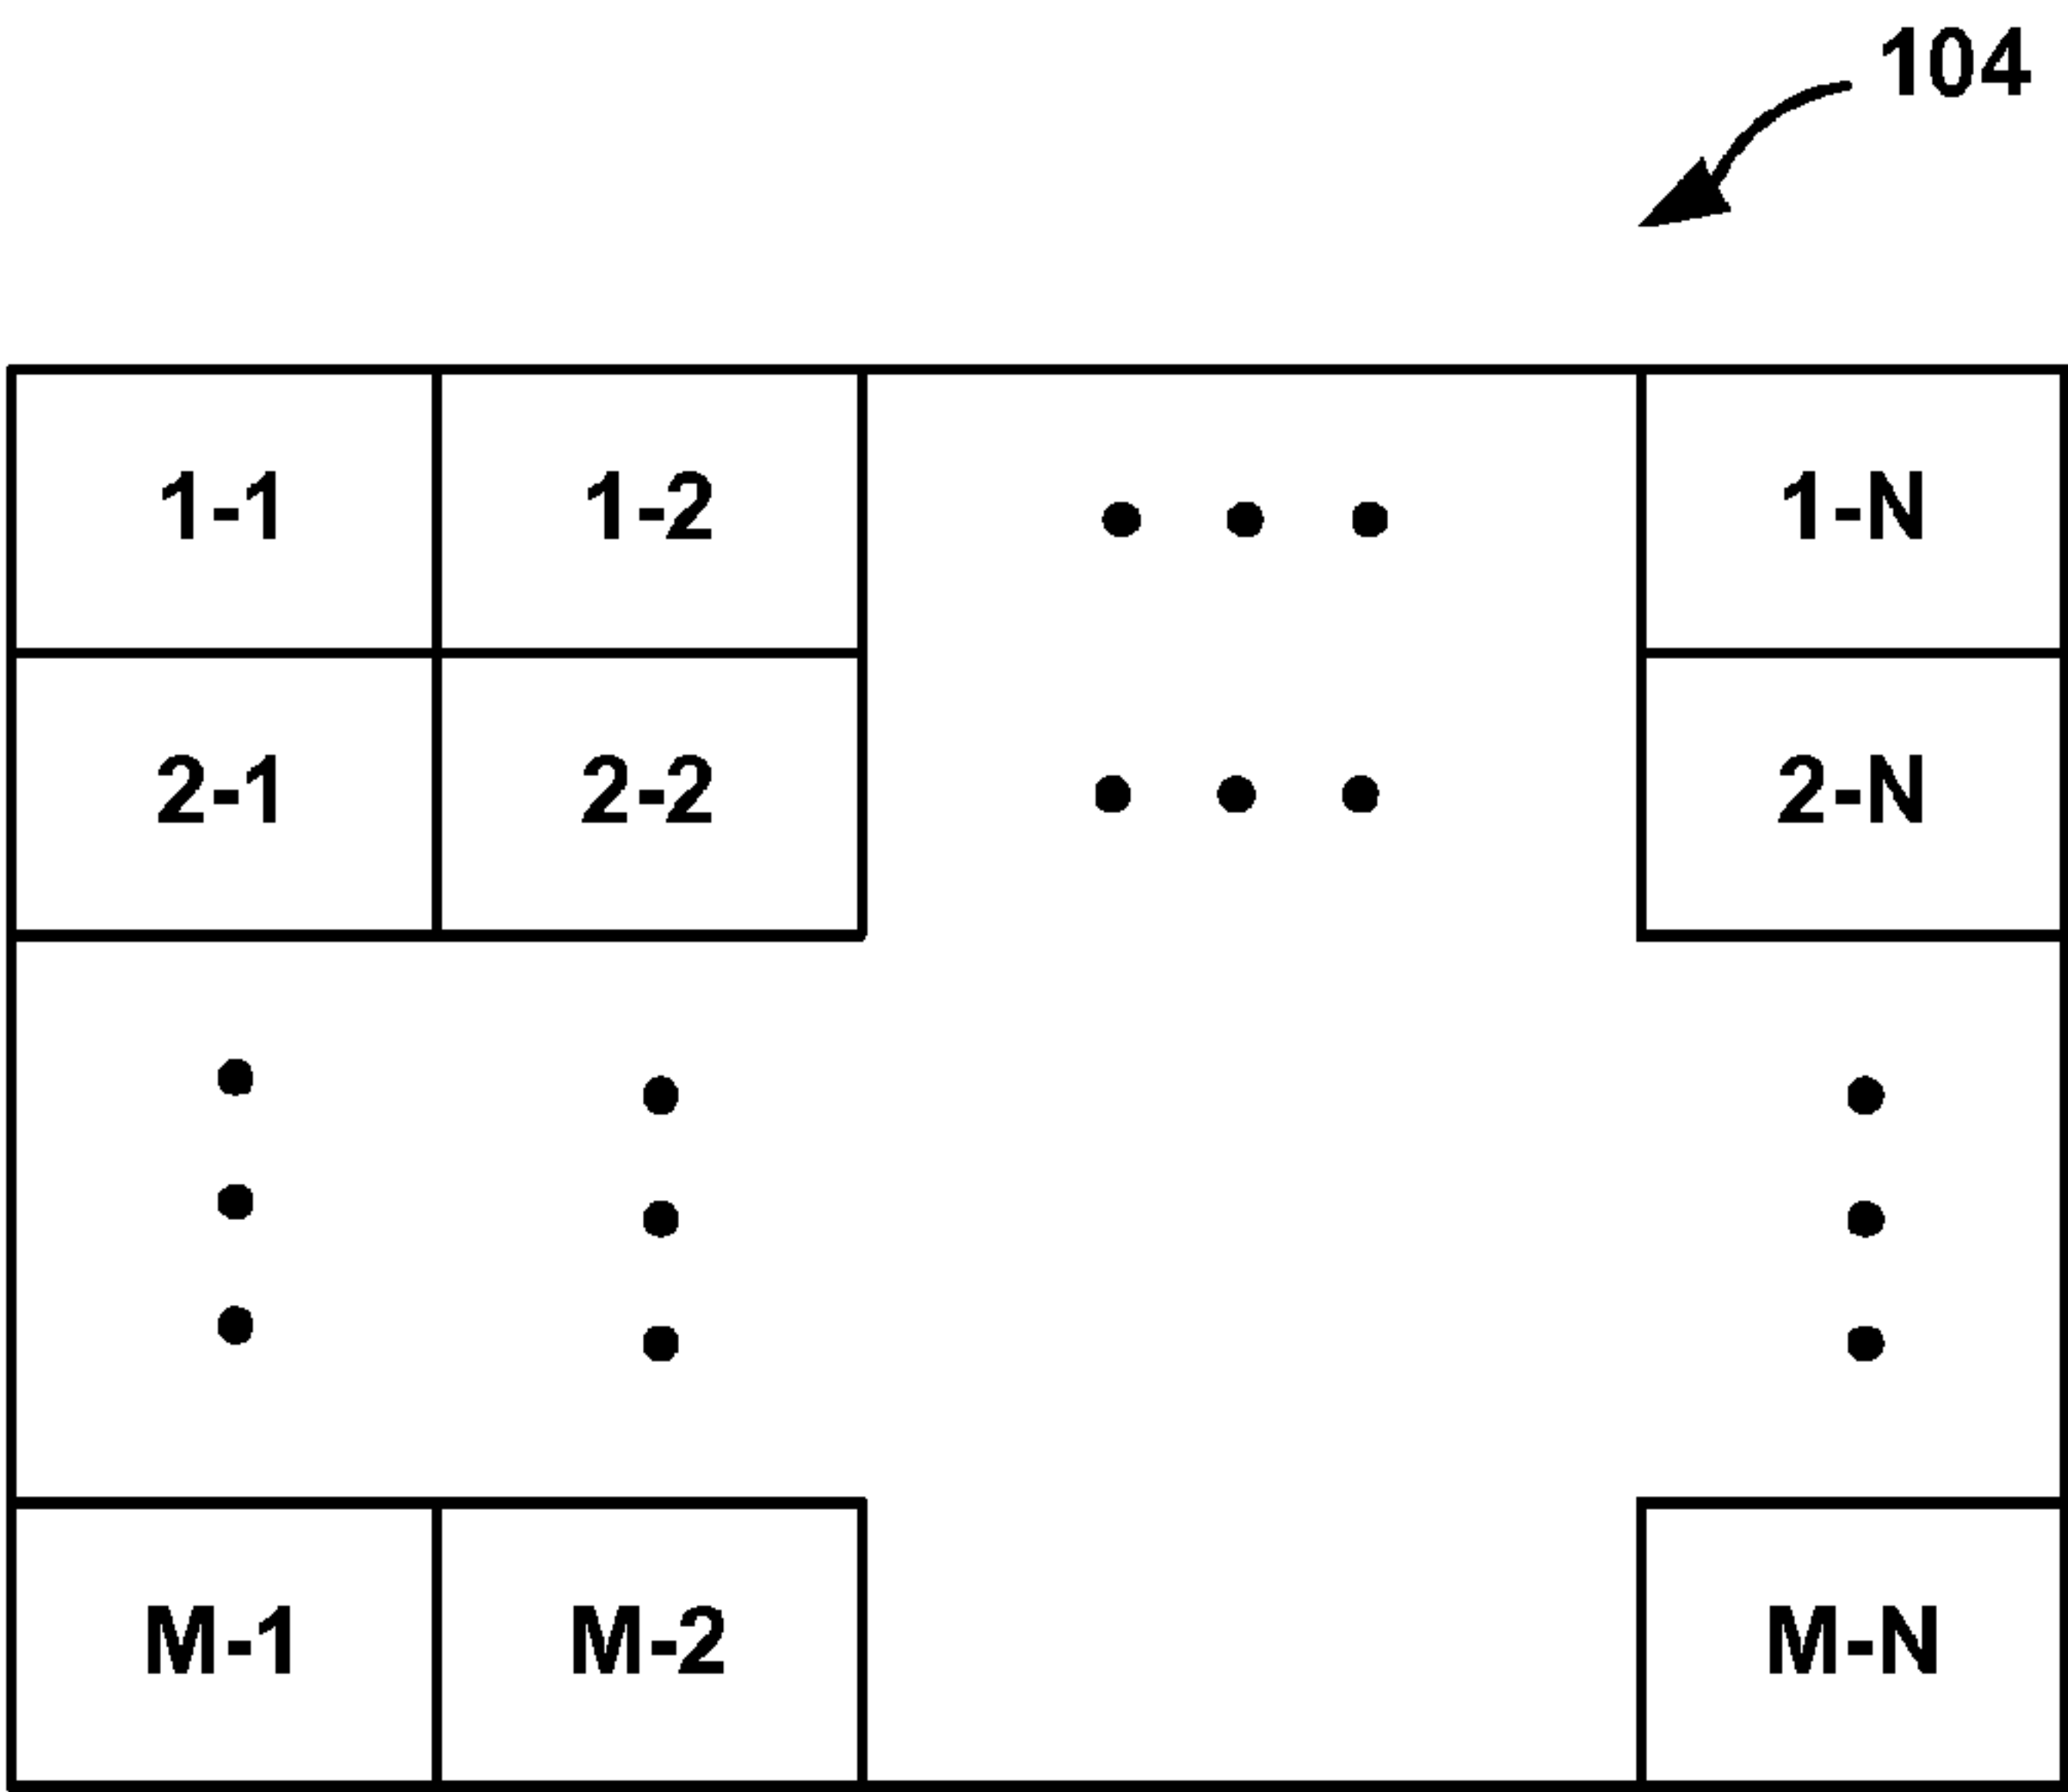 104
1-1 1-2 • • • 1-N
2-1 2-2 • • • 2-N
M-1 M-2 M-N